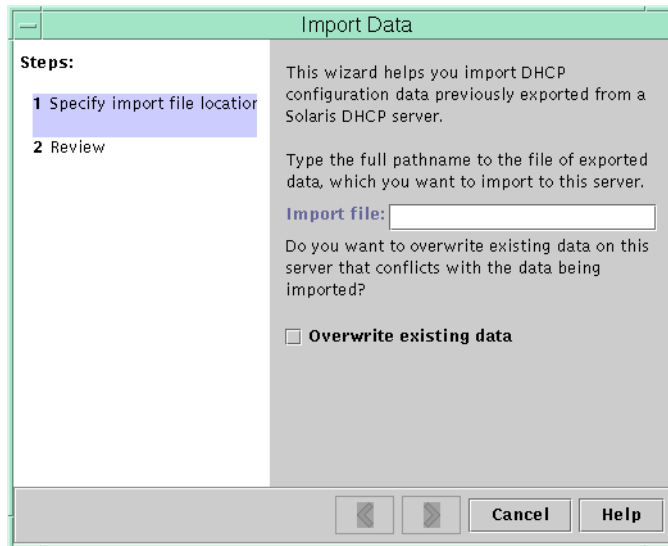 Import Data
Steps:
1 Specify import file location
2 Review
This wizard helps you import DHCP
configuration data previously exported from a
Solaris DHCP server.
Type the full pathname to the file of exported
data, which you want to import to this server.
Import file:
Do you want to overwrite existing data on this
server that conflicts with the data being
imported?
Overwrite existing data
Cancel
Help